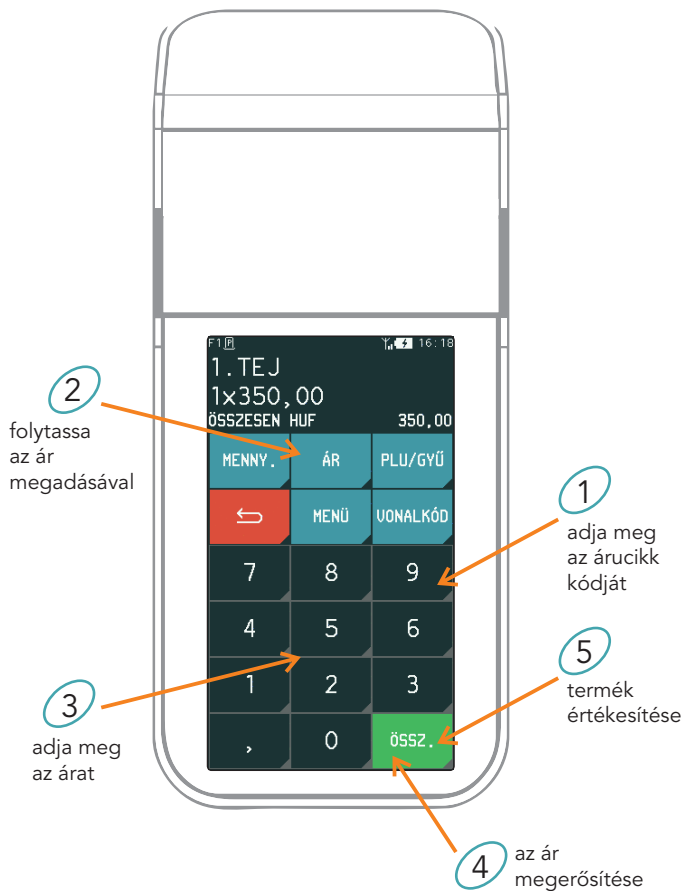 F1 P 16:18
1.TEJ
1x350,00
ÖSSZESEN HUF 350,00
MENNY. ÁR PLU/GYŰ
MENÜ VONALKÓD
7 8 9
4 5 6
1 2 3
, 0 ÖSSZ.
1
adja meg
az árucikk
kódját
2
folytassa
az ár
megadásával
3
adja meg
az árat
4
az ár
megerősítése
5
termék
értékesítése